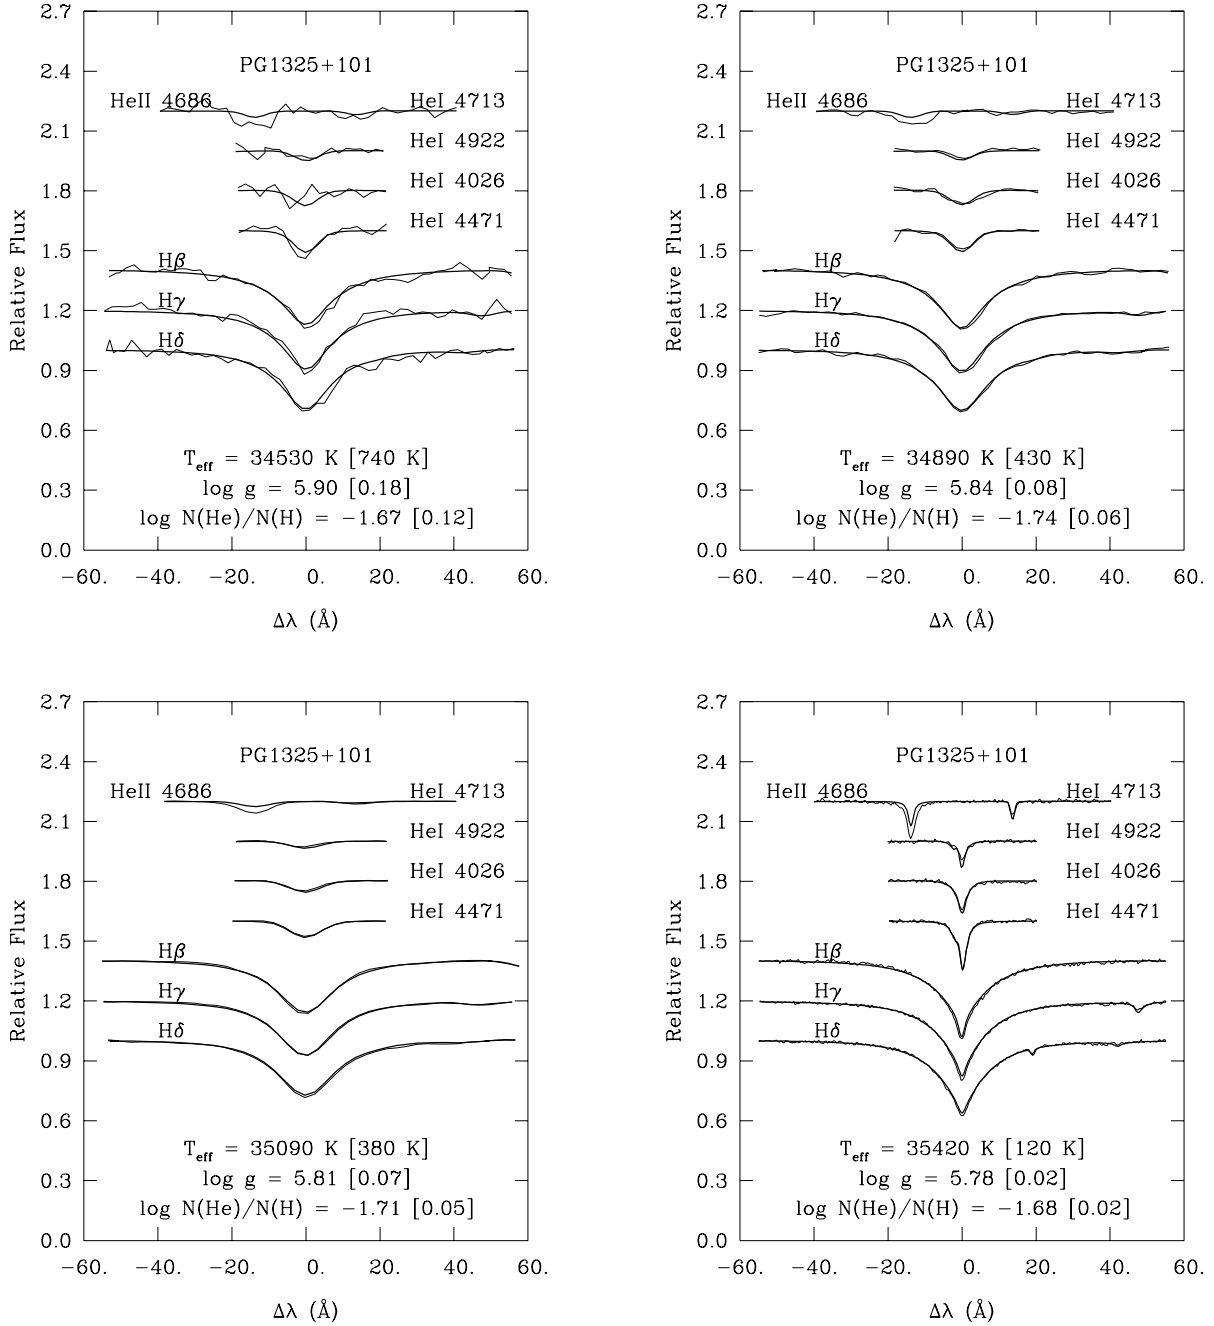 2.7
2.4
2.1
1.8
1.5
1.2
0.9
0.6
0.3
0.0
Relative Flux
PG1325+101
HeII 4686
HeI 4713
HeI 4922
HeI 4026
HeI 4471
Hβ
Hγ
Hδ
T_eff = 34530 K [740 K]
log g = 5.90 [0.18]
log N(He)/N(H) = −1.67 [0.12]
−60. −40. −20. 0. 20. 40. 60.
Δλ (Å)
2.7
2.4
2.1
1.8
1.5
1.2
0.9
0.6
0.3
0.0
Relative Flux
PG1325+101
HeII 4686
HeI 4713
HeI 4922
HeI 4026
HeI 4471
Hβ
Hγ
Hδ
T_eff = 34890 K [430 K]
log g = 5.84 [0.08]
log N(He)/N(H) = −1.74 [0.06]
−60. −40. −20. 0. 20. 40. 60.
Δλ (Å)
2.7
2.4
2.1
1.8
1.5
1.2
0.9
0.6
0.3
0.0
Relative Flux
PG1325+101
HeII 4686
HeI 4713
HeI 4922
HeI 4026
HeI 4471
Hβ
Hγ
Hδ
T_eff = 35090 K [380 K]
log g = 5.81 [0.07]
log N(He)/N(H) = −1.71 [0.05]
−60. −40. −20. 0. 20. 40. 60.
Δλ (Å)
2.7
2.4
2.1
1.8
1.5
1.2
0.9
0.6
0.3
0.0
Relative Flux
PG1325+101
HeII 4686
HeI 4713
HeI 4922
HeI 4026
HeI 4471
Hβ
Hγ
Hδ
T_eff = 35420 K [120 K]
log g = 5.78 [0.02]
log N(He)/N(H) = −1.68 [0.02]
−60. −40. −20. 0. 20. 40. 60.
Δλ (Å)